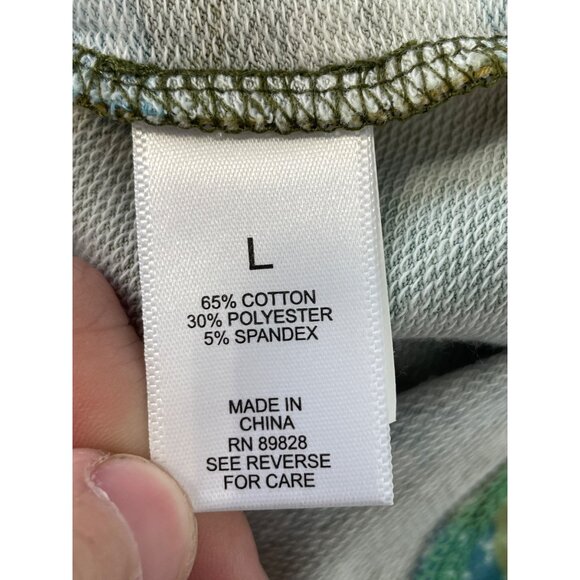 L
65% COTTON
30% POLYESTER
5% SPANDEX
MADE IN
CHINA
RN 89828
SEE REVERSE
FOR CARE